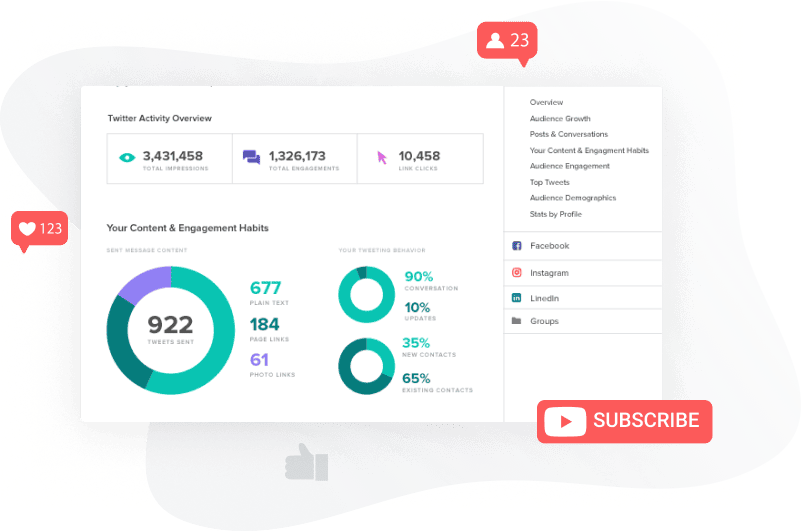 23
Twitter Activity Overview
3,431,458
TOTAL IMPRESSIONS
1,326,173
TOTAL ENGAGEMENTS
10,458
LINK CLICKS
123
Your Content & Engagement Habits
SENT MESSAGE CONTENT
922
TWEETS SENT
677
PLAIN TEXT
184
PAGE LINKS
61
PHOTO LINKS
YOUR TWEETING BEHAVIOR
90%
CONVERSATION
10%
UPDATES
35%
NEW CONTACTS
65%
EXISTING CONTACTS
Overview
Audience Growth
Posts & Conversations
Your Content & Engagment Habits
Audience Engagement
Top Tweets
Audience Demographics
Stats by Profile
Facebook
Instagram
LinedIn
Groups
SUBSCRIBE